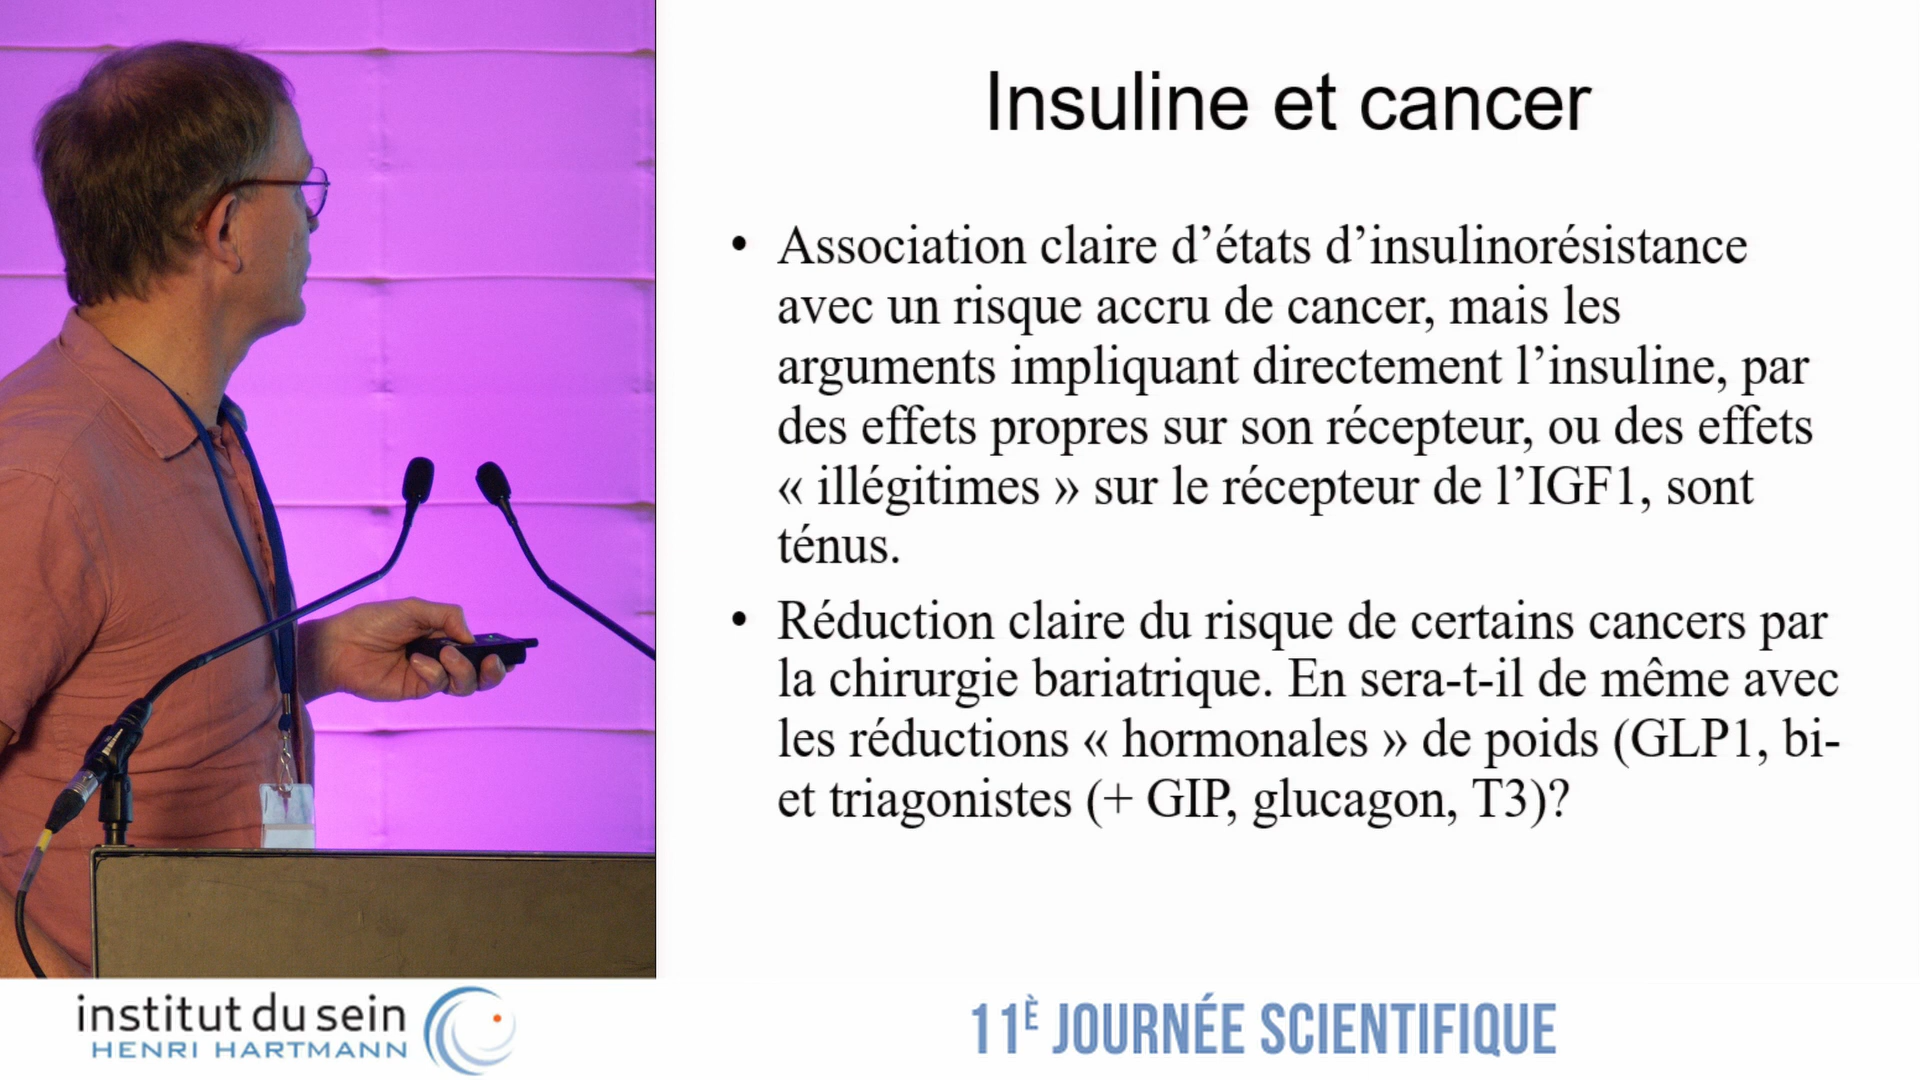 Insuline et cancer
• Association claire d’états d’insulinorésistance
avec un risque accru de cancer, mais les
arguments impliquant directement l’insuline, par
des effets propres sur son récepteur, ou des effets
« illégitimes » sur le récepteur de l’IGF1, sont
ténus.
• Réduction claire du risque de certains cancers par
la chirurgie bariatrique. En sera-t-il de même avec
les réductions « hormonales » de poids (GLP1, bi-
et triagonistes (+ GIP, glucagon, T3)?
institut du sein
HENRI HARTMANN
11È JOURNÉE SCIENTIFIQUE